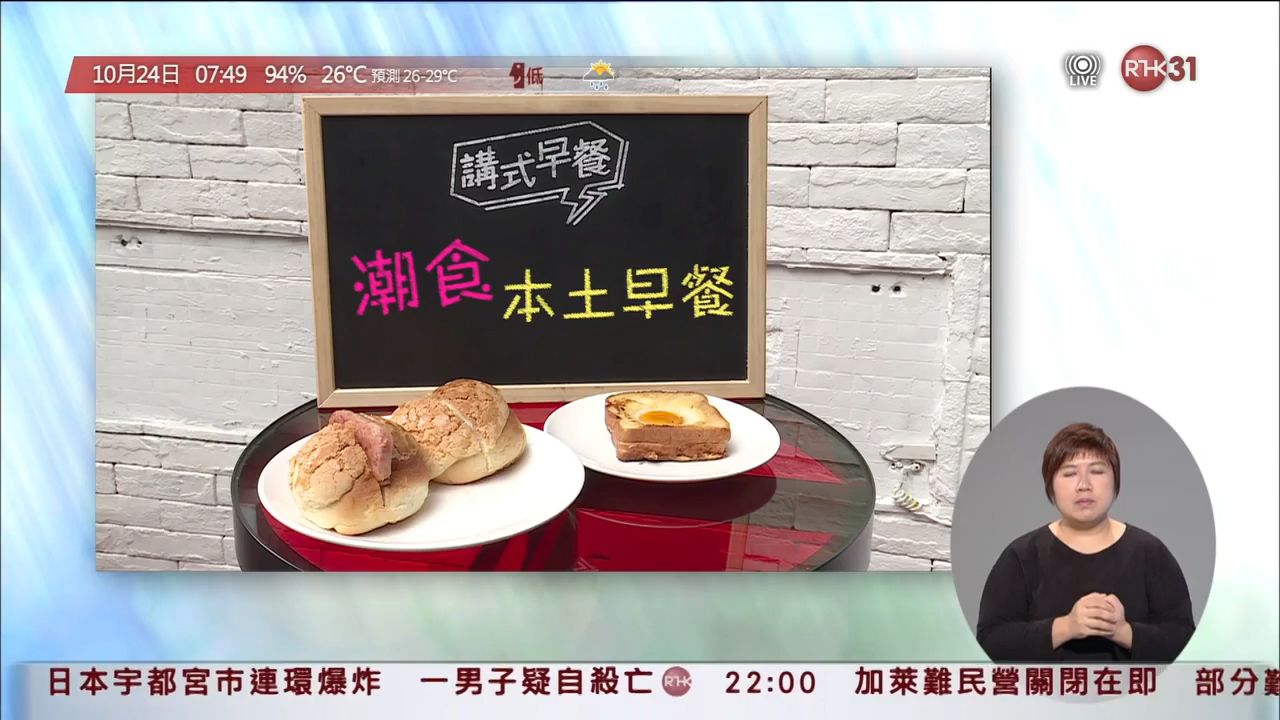 10月24日 07:49 94% 26°C 預測 26-29°C 低
LIVE
RTHK31
講式早餐
潮食本土早餐
日本宇都宮市連環爆炸 一男子疑自殺亡 RTHK 22:00 加萊難民營關閉在即 部分難